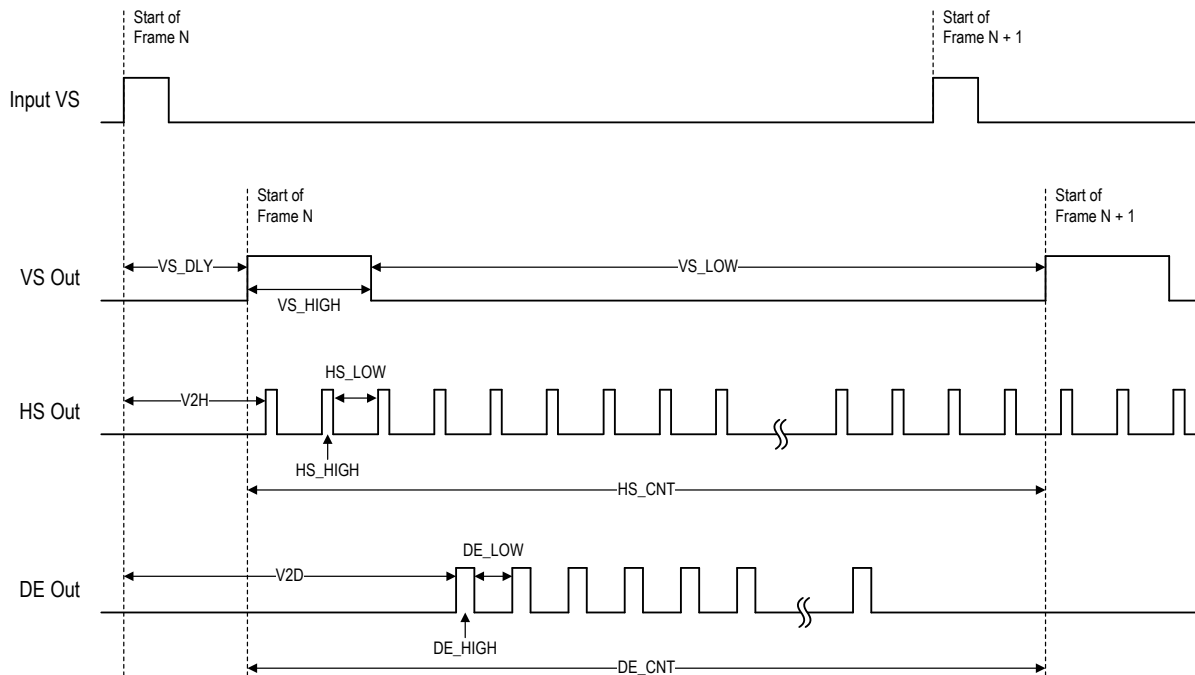 Start of
Frame N
Start of
Frame N + 1
Input VS
Start of
Frame N
Start of
Frame N + 1
VS_DLY
VS_LOW
VS Out
VS_HIGH
HS_LOW
V2H
HS Out
HS_HIGH
HS_CNT
DE_LOW
V2D
DE Out
DE_HIGH
DE_CNT